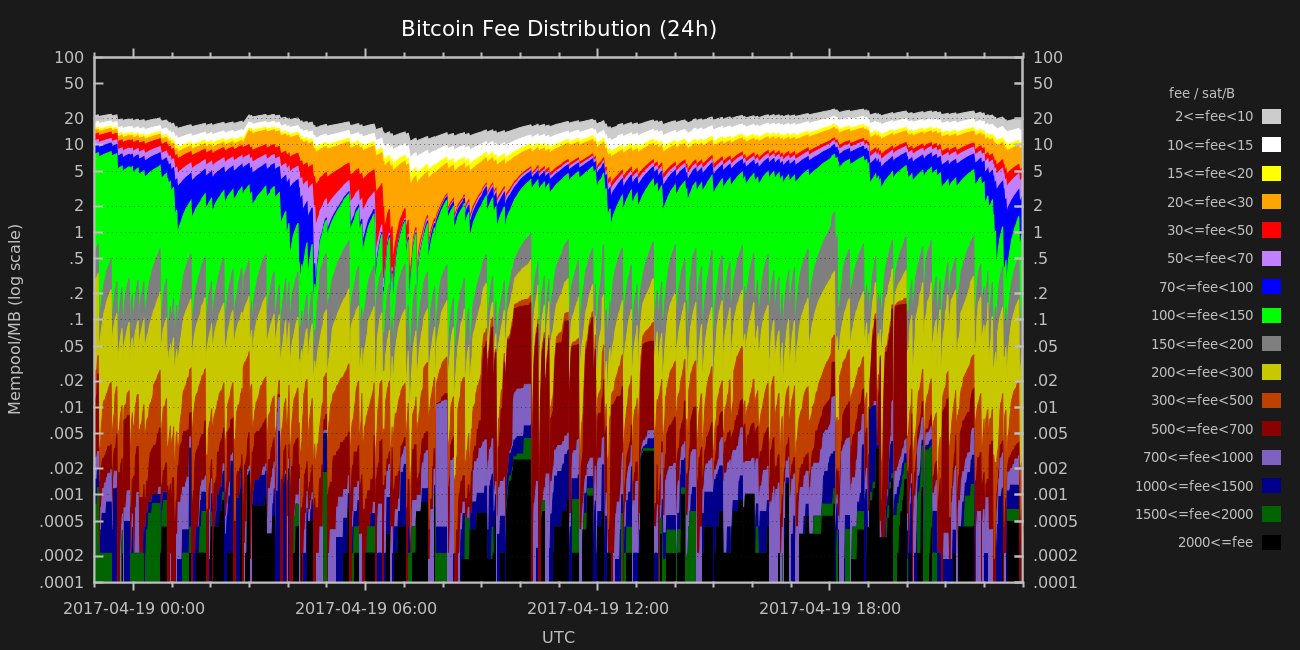 Bitcoin Fee Distribution (24h)
100
50
20
10
5
2
1
.5
.2
.1
.05
.02
.01
.005
.002
.001
.0005
.0002
.0001
Mempool/MB (log scale)
100
50
20
10
5
2
1
.5
.2
.1
.05
.02
.01
.005
.002
.001
.0005
.0002
.0001
2017-04-19 00:00
2017-04-19 06:00
2017-04-19 12:00
2017-04-19 18:00
UTC
fee / sat/B
2<=fee<10
10<=fee<15
15<=fee<20
20<=fee<30
30<=fee<50
50<=fee<70
70<=fee<100
100<=fee<150
150<=fee<200
200<=fee<300
300<=fee<500
500<=fee<700
700<=fee<1000
1000<=fee<1500
1500<=fee<2000
2000<=fee